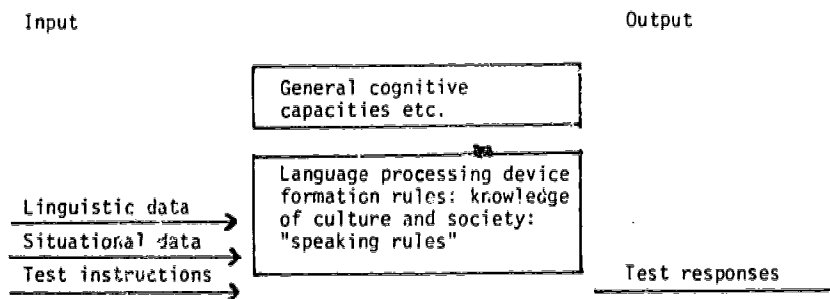 Input
Output
General cognitive
capacities etc.
Language processing device
formation rules: knowledge
of culture and society:
"speaking rules"
Linguistic data
Situational data
Test instructions
Test responses